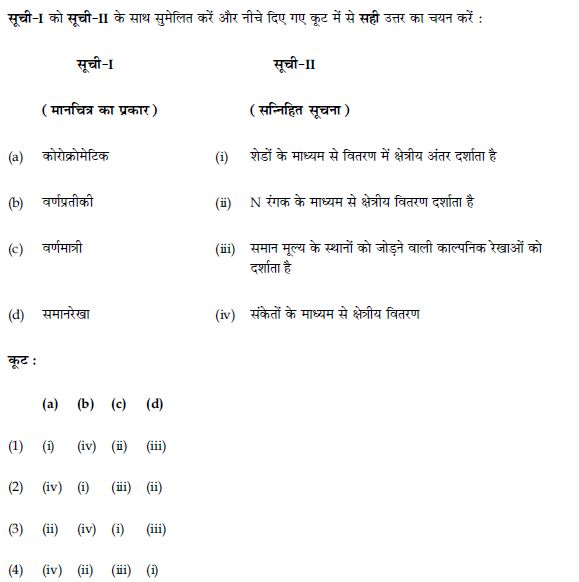 सूची-I को सूची-II के साथ सुमेलित करें और नीचे दिए गए कूट में से सही उत्तर का चयन करें :
सूची-I सूची-II
( मानचित्र का प्रकार ) ( सन्निहित सूचना )
(a) कोरोक्रोमेटिक (i) शेडों के माध्यम से वितरण में क्षेत्रीय अंतर दर्शाता है
(b) वर्णप्रतीकी (ii) N रंगक के माध्यम से क्षेत्रीय वितरण दर्शाता है
(c) वर्णमात्री (iii) समान मूल्य के स्थानों को जोड़ने वाली काल्पनिक रेखाओं को
दर्शाता है
(d) समानरेखा (iv) संकेतों के माध्यम से क्षेत्रीय वितरण
कूट :
(a) (b) (c) (d)
(1) (i) (iv) (ii) (iii)
(2) (iv) (i) (iii) (ii)
(3) (ii) (iv) (i) (iii)
(4) (iv) (ii) (iii) (i)